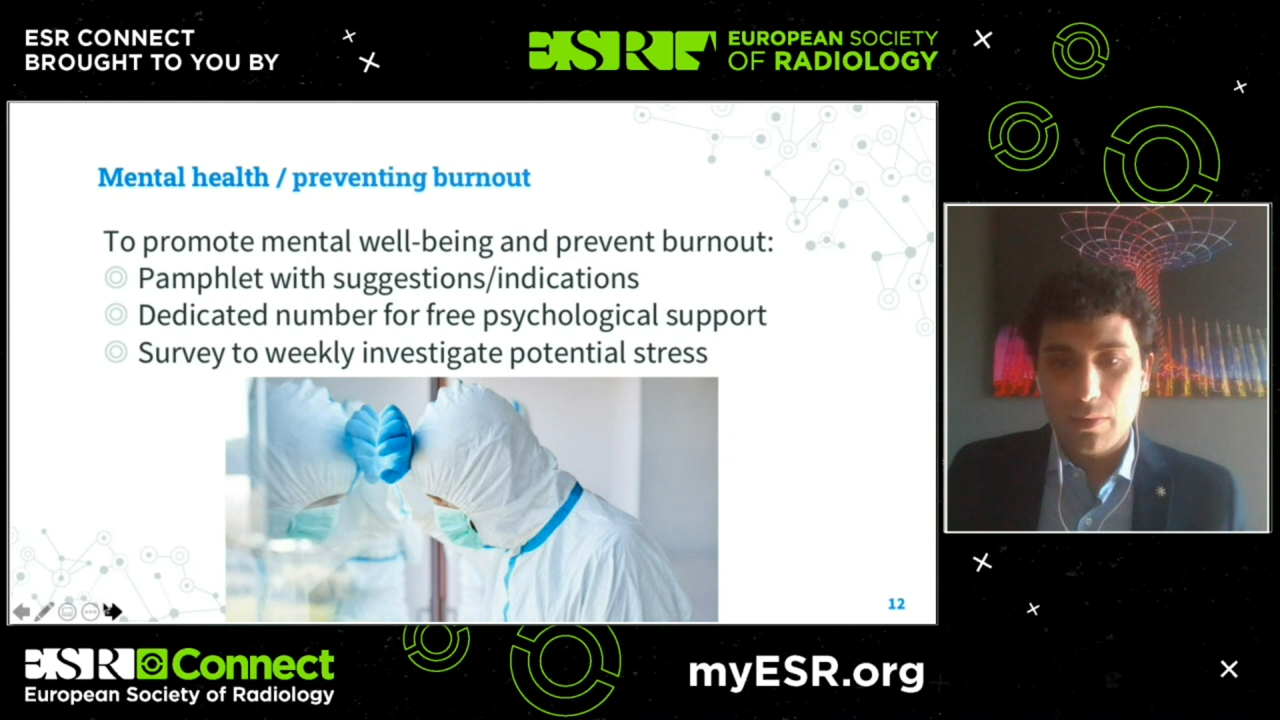 ESR CONNECT
BROUGHT TO YOU BY
ESR
EUROPEAN SOCIETY
OF RADIOLOGY
Mental health / preventing burnout
To promote mental well-being and prevent burnout:
Pamphlet with suggestions/indications
Dedicated number for free psychological support
Survey to weekly investigate potential stress
12
ESR Connect
European Society of Radiology
myESR.org